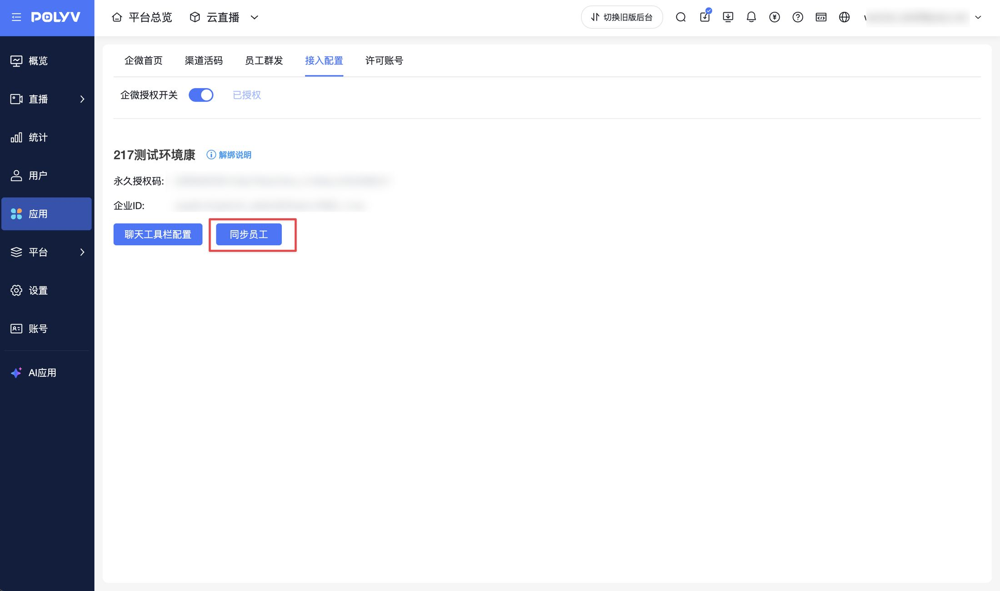 POLYV
平台总览 云直播 切换旧版后台
概览
直播
统计
用户
应用
平台
设置
账号
AI应用
企微首页 渠道活码 员工群发 接入配置 许可账号
企微授权开关 已授权
217测试环境康 解绑说明
永久授权码:
企业ID:
聊天工具栏配置 同步员工